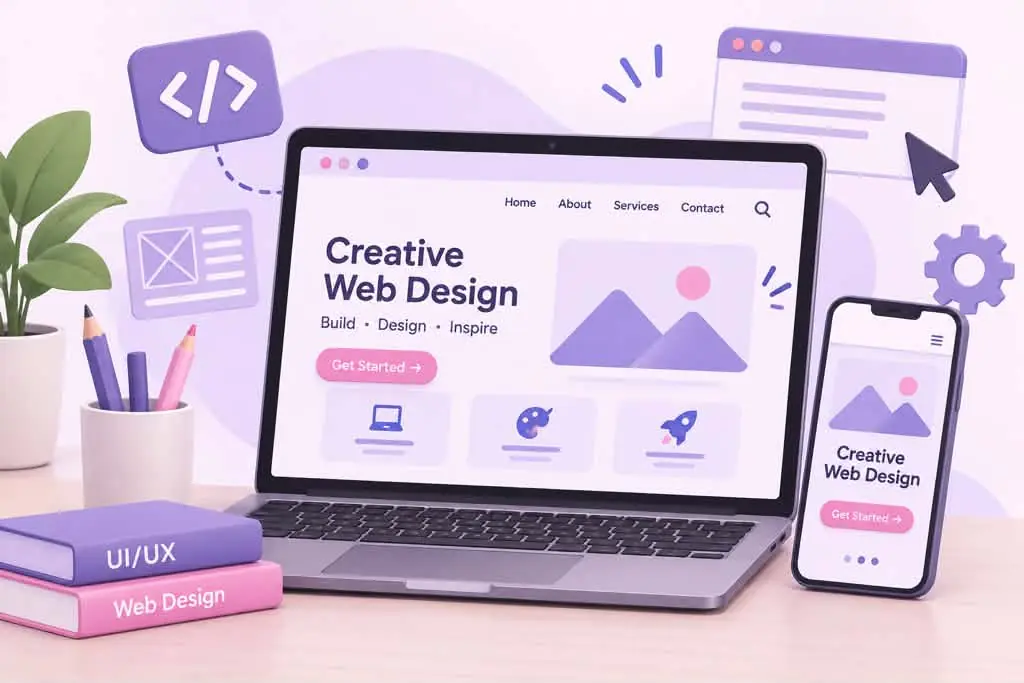 </>
Home About Services Contact
Creative
Web Design
Build • Design • Inspire
Get Started →
Creative
Web Design
Get Started →
UI/UX
Web Design